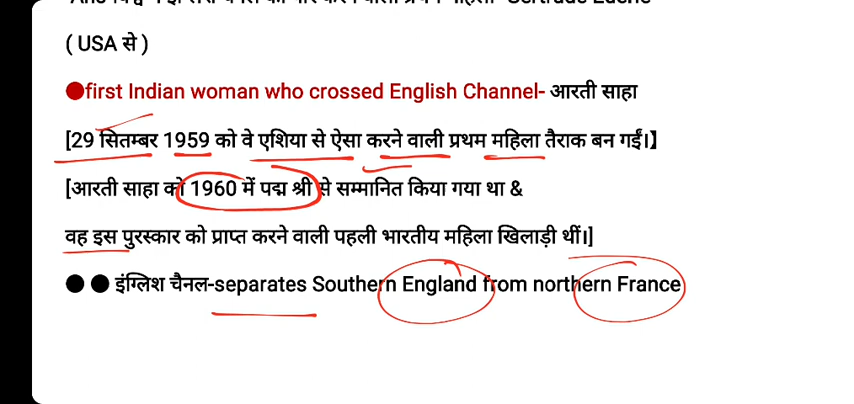 ( USA से )
●first Indian woman who crossed English Channel- आरती साहा
[29 सितम्बर 1959 को वे एशिया से ऐसा करने वाली प्रथम महिला तैराक बन गईं।]
[आरती साहा को 1960 में पद्म श्री से सम्मानित किया गया था &
वह इस पुरस्कार को प्राप्त करने वाली पहली भारतीय महिला खिलाड़ी थीं।]
● ● इंग्लिश चैनल-separates Southern England from northern France